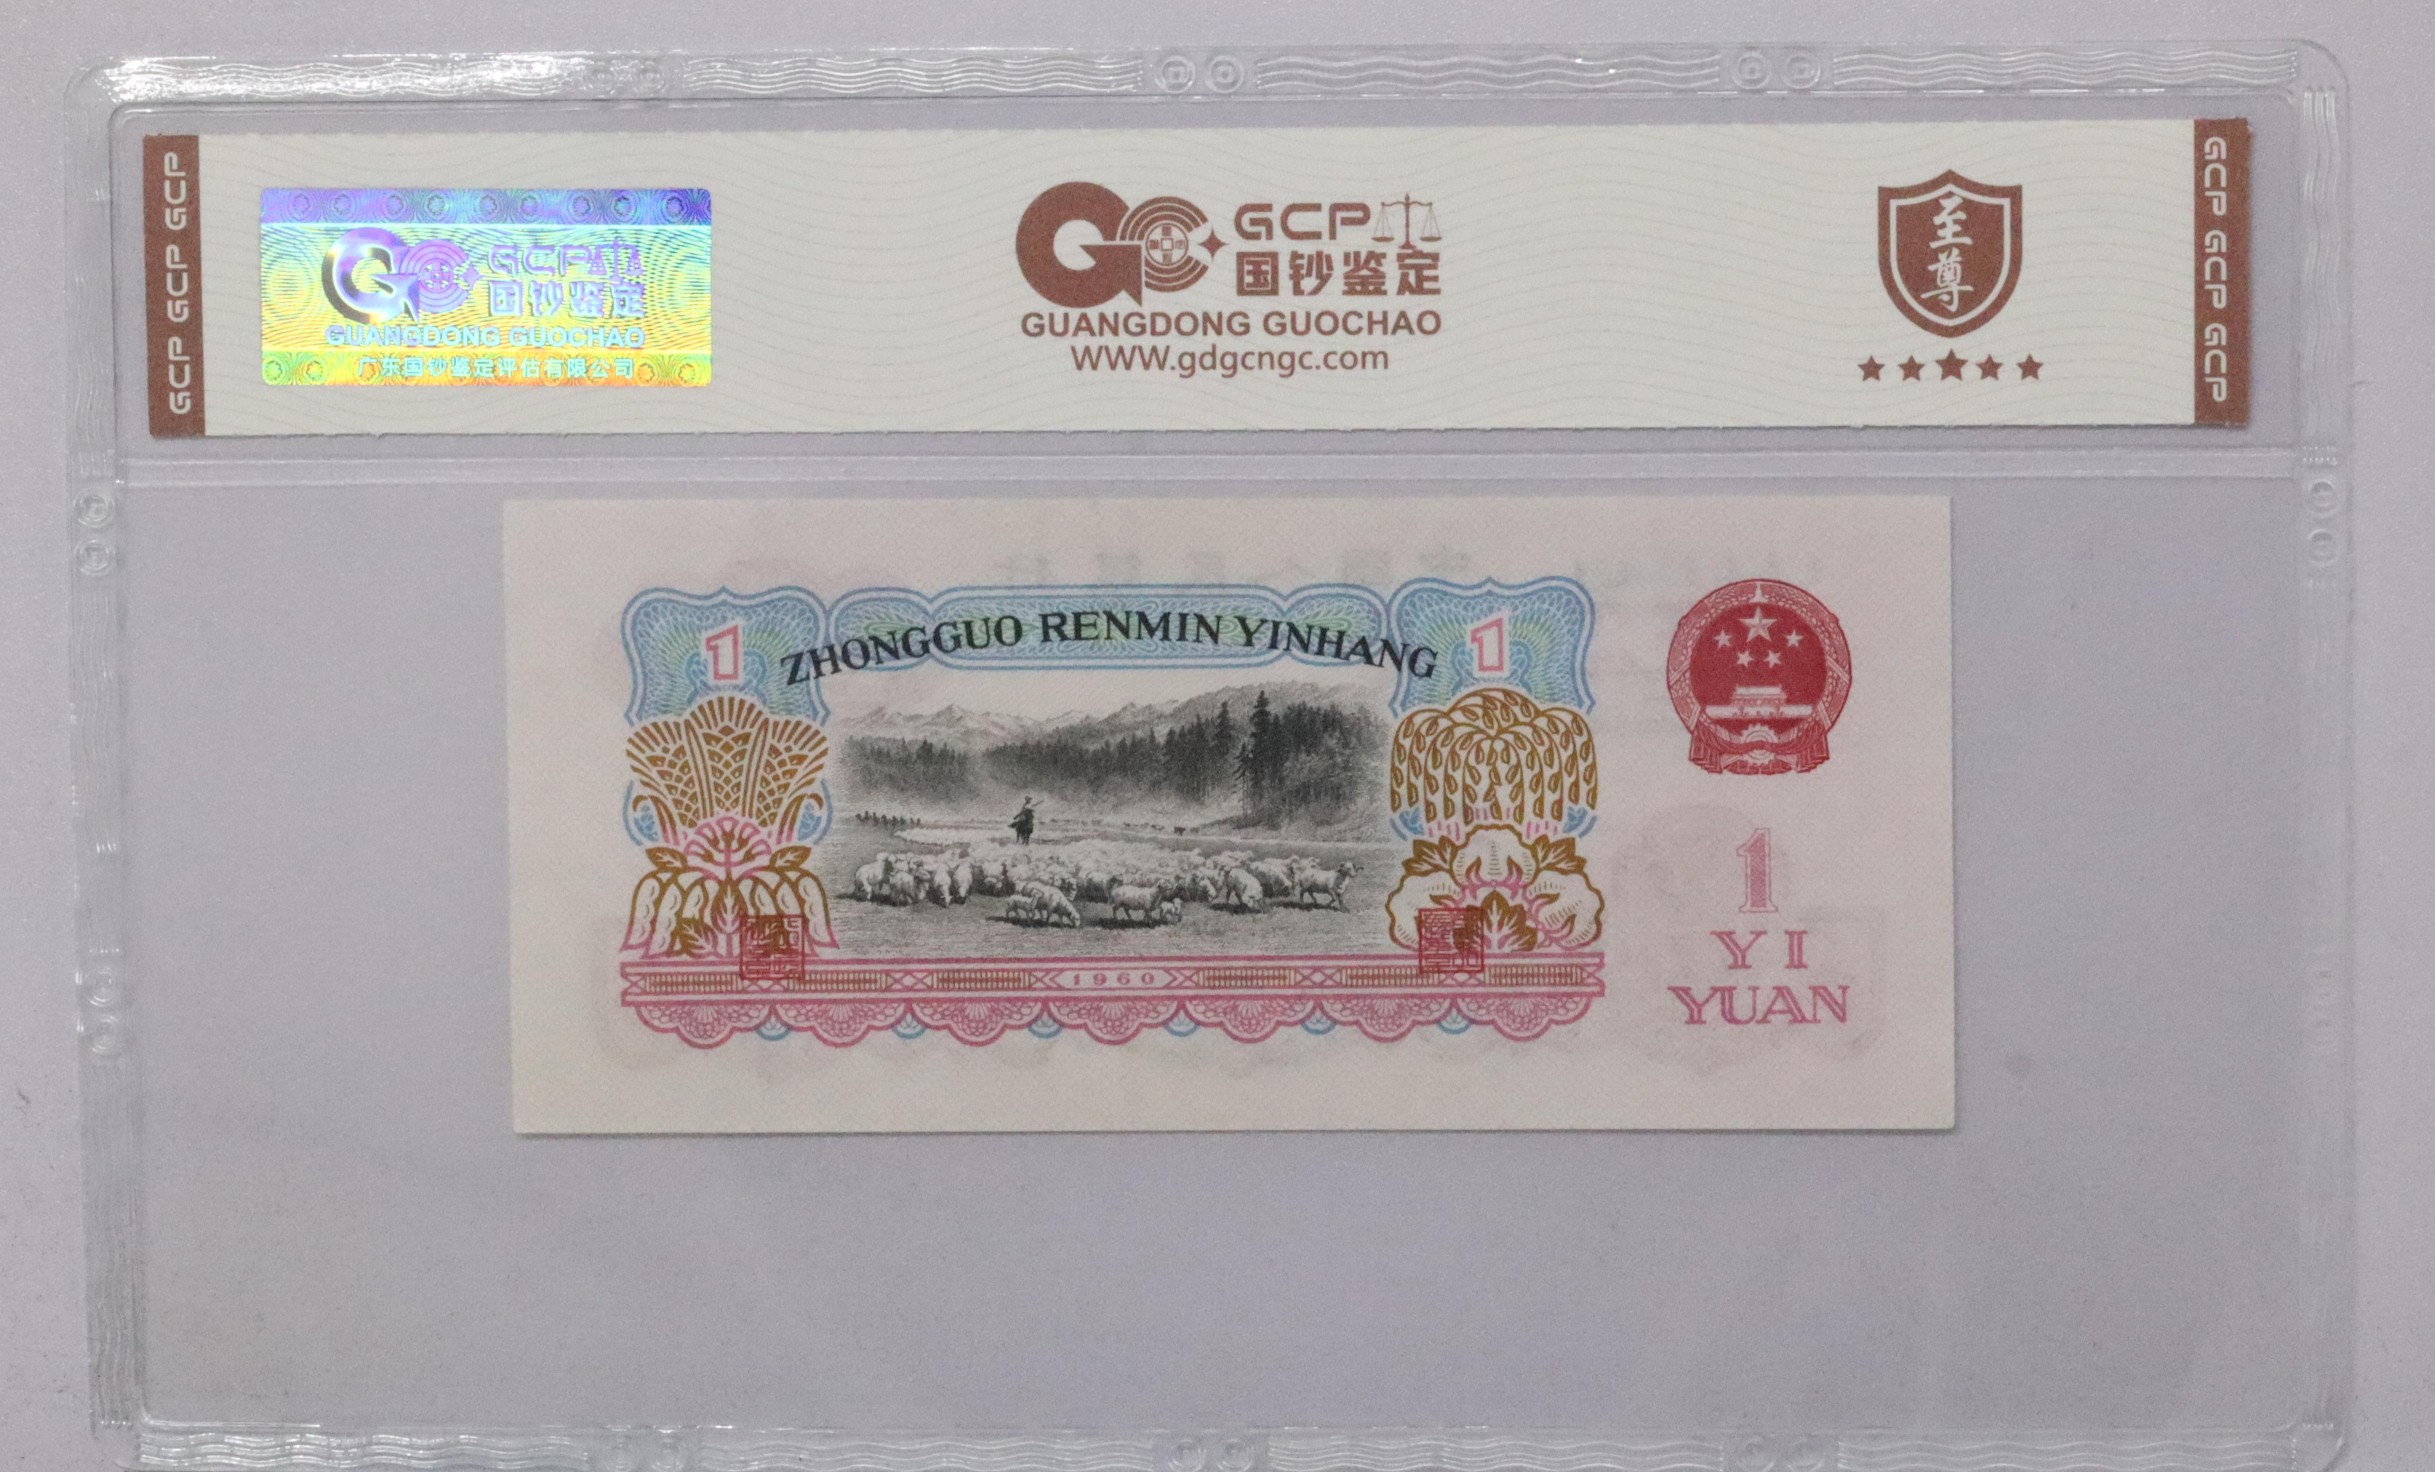 GCP GCP GCP
GCP
国钞鉴定
GUANGDONG GUOCHAO
广东国钞鉴定评估有限公司
GCP
国钞鉴定
GUANGDONG GUOCHAO
WWW.gdgcngc.com
至
尊
GCP GCP GCP
1
ZHONGGUO RENMIN YINHANG
1
1
YI
YUAN
1960